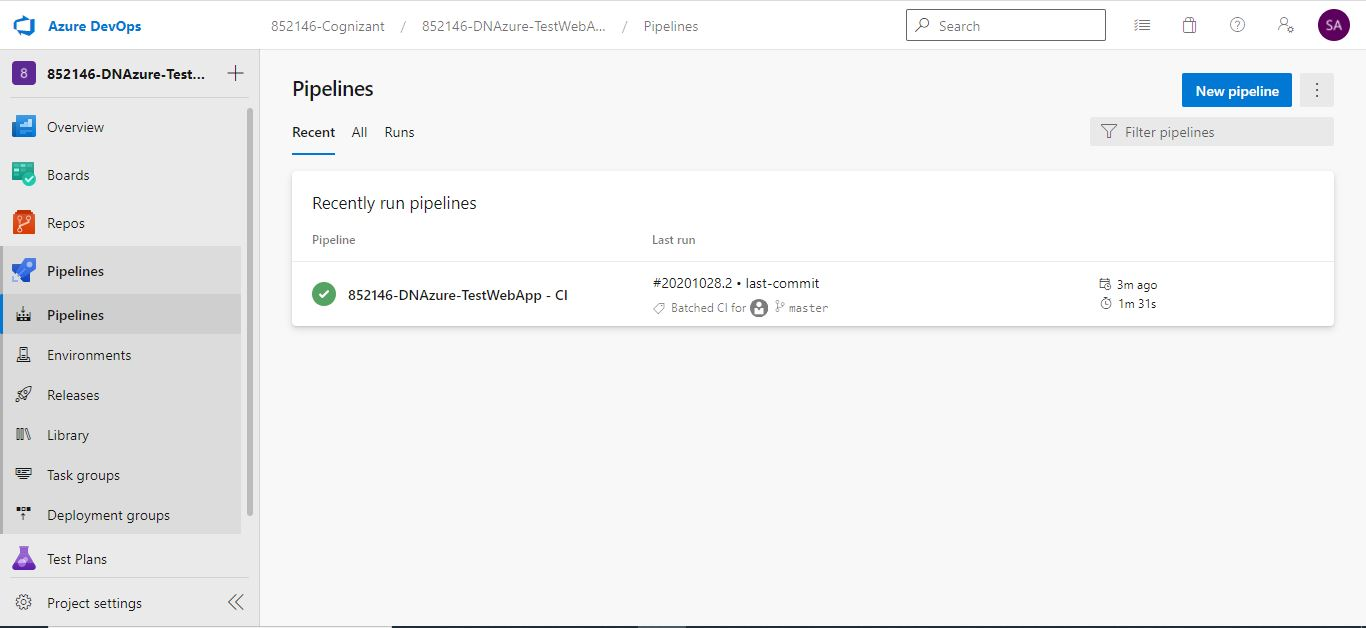 Azure DevOps
852146-Cognizant / 852146-DNAzure-TestWebA... / Pipelines
Search
SA
8 852146-DNAzure-Test...
Overview
Boards
Repos
Pipelines
Pipelines
Environments
Releases
Library
Task groups
Deployment groups
Test Plans
Project settings
Pipelines
New pipeline
Recent All Runs
Filter pipelines
Recently run pipelines
Pipeline Last run
852146-DNAzure-TestWebApp - CI
#20201028.2 • last-commit
Batched CI for master
3m ago
1m 31s